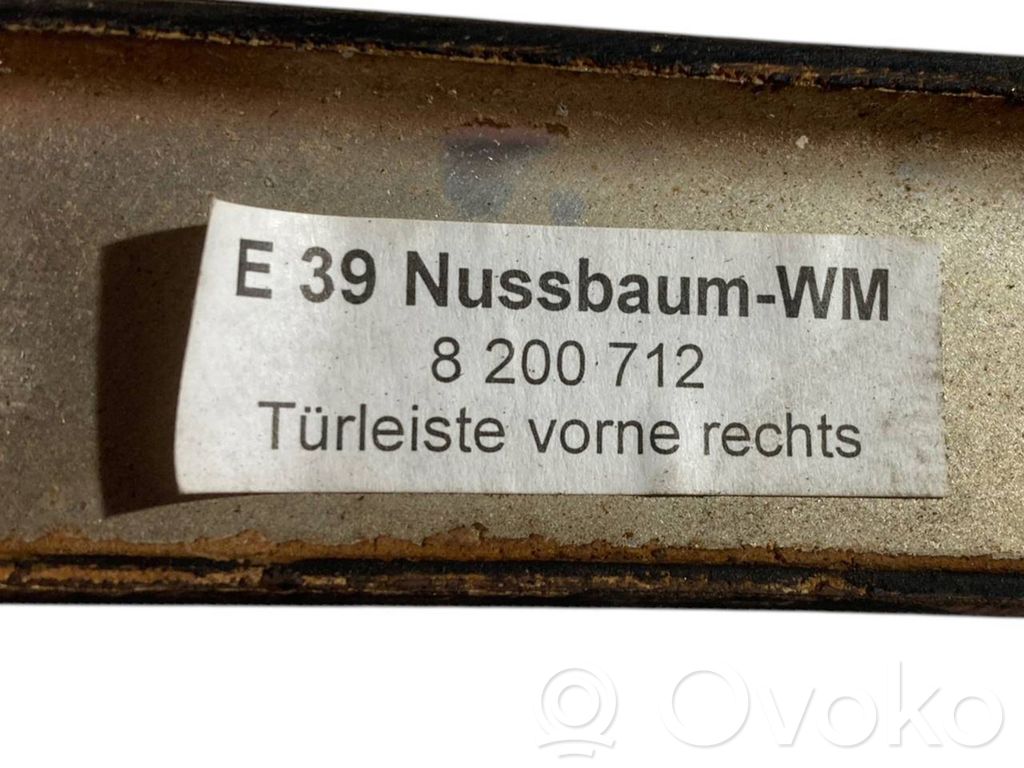 E 39 Nussbaum-WM
8 200 712
Türleiste vorne rechts
Ovoko